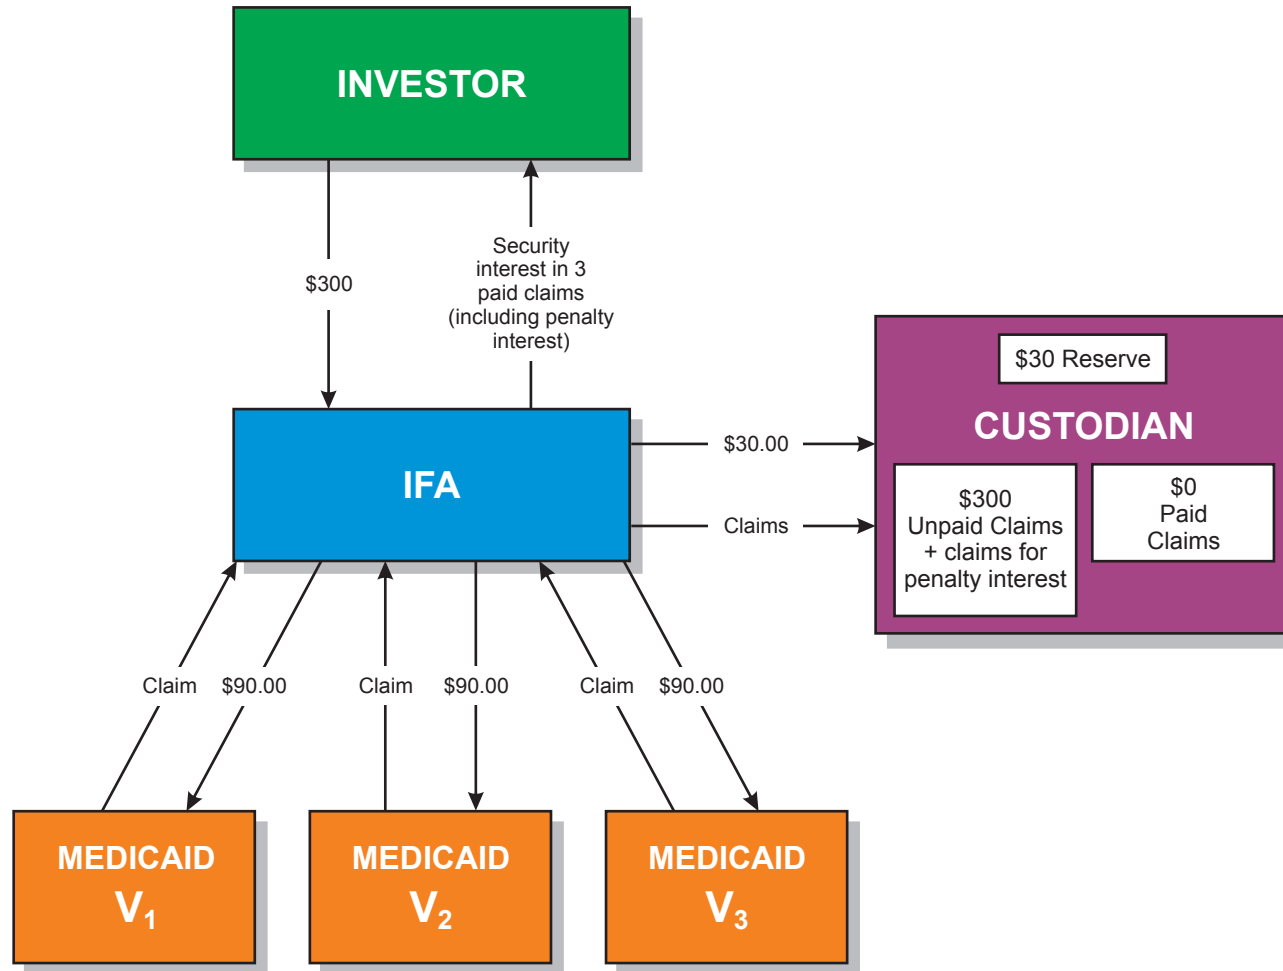 INVESTOR
$300
Security
interest in 3
paid claims
(including penalty
interest)
IFA
$30.00
Claims
$30 Reserve
CUSTODIAN
$300
Unpaid Claims
+ claims for
penalty interest
$0
Paid
Claims
Claim
$90.00
Claim
$90.00
Claim
$90.00
MEDICAID
V₁
MEDICAID
V₂
MEDICAID
V₃